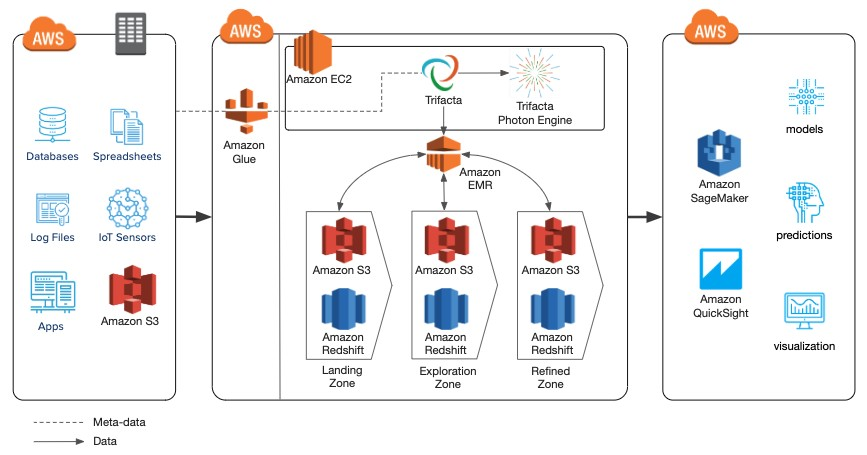 AWS
Databases
Spreadsheets
Log Files
IoT Sensors
Apps
Amazon S3
AWS
Amazon
Glue
Amazon EC2
Trifacta
Trifacta
Photon Engine
Amazon
EMR
Amazon S3
Amazon S3
Amazon S3
Amazon
Redshift
Amazon
Redshift
Amazon
Redshift
Landing
Zone
Exploration
Zone
Refined
Zone
AWS
Amazon
SageMaker
Amazon
QuickSight
models
predictions
visualization
Meta-data
Data